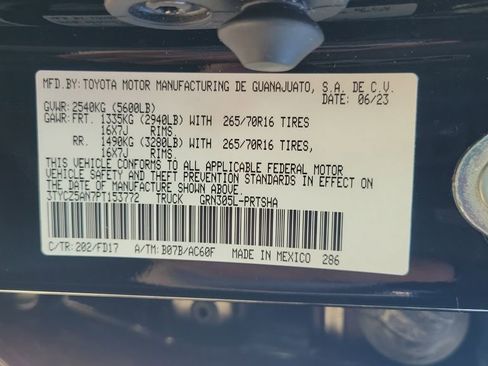 MFD.BY: TOYOTA MOTOR MANUFACTURING DE GUANAJUATO, S.A. DE C.V.
DATE: 06/23
GVWR: 2540KG (5600LB)
GAWR: FRT. 1335KG (2940LB) WITH 265/70R16 TIRES
16X7J RIMS,
RR. 1490KG (3280LB) WITH 265/70R16 TIRES
16X7J RIMS,
THIS VEHICLE CONFORMS TO ALL APPLICABLE FEDERAL MOTOR
VEHICLE SAFETY AND THEFT PREVENTION STANDARDS IN EFFECT ON
THE DATE OF MANUFACTURE SHOWN ABOVE.
3TYCZ5AN7PT153772 TRUCK GRN305L-PRTSHA
C/TR: 202/FD17 A/TM: B07B/AC60F MADE IN MEXICO 286